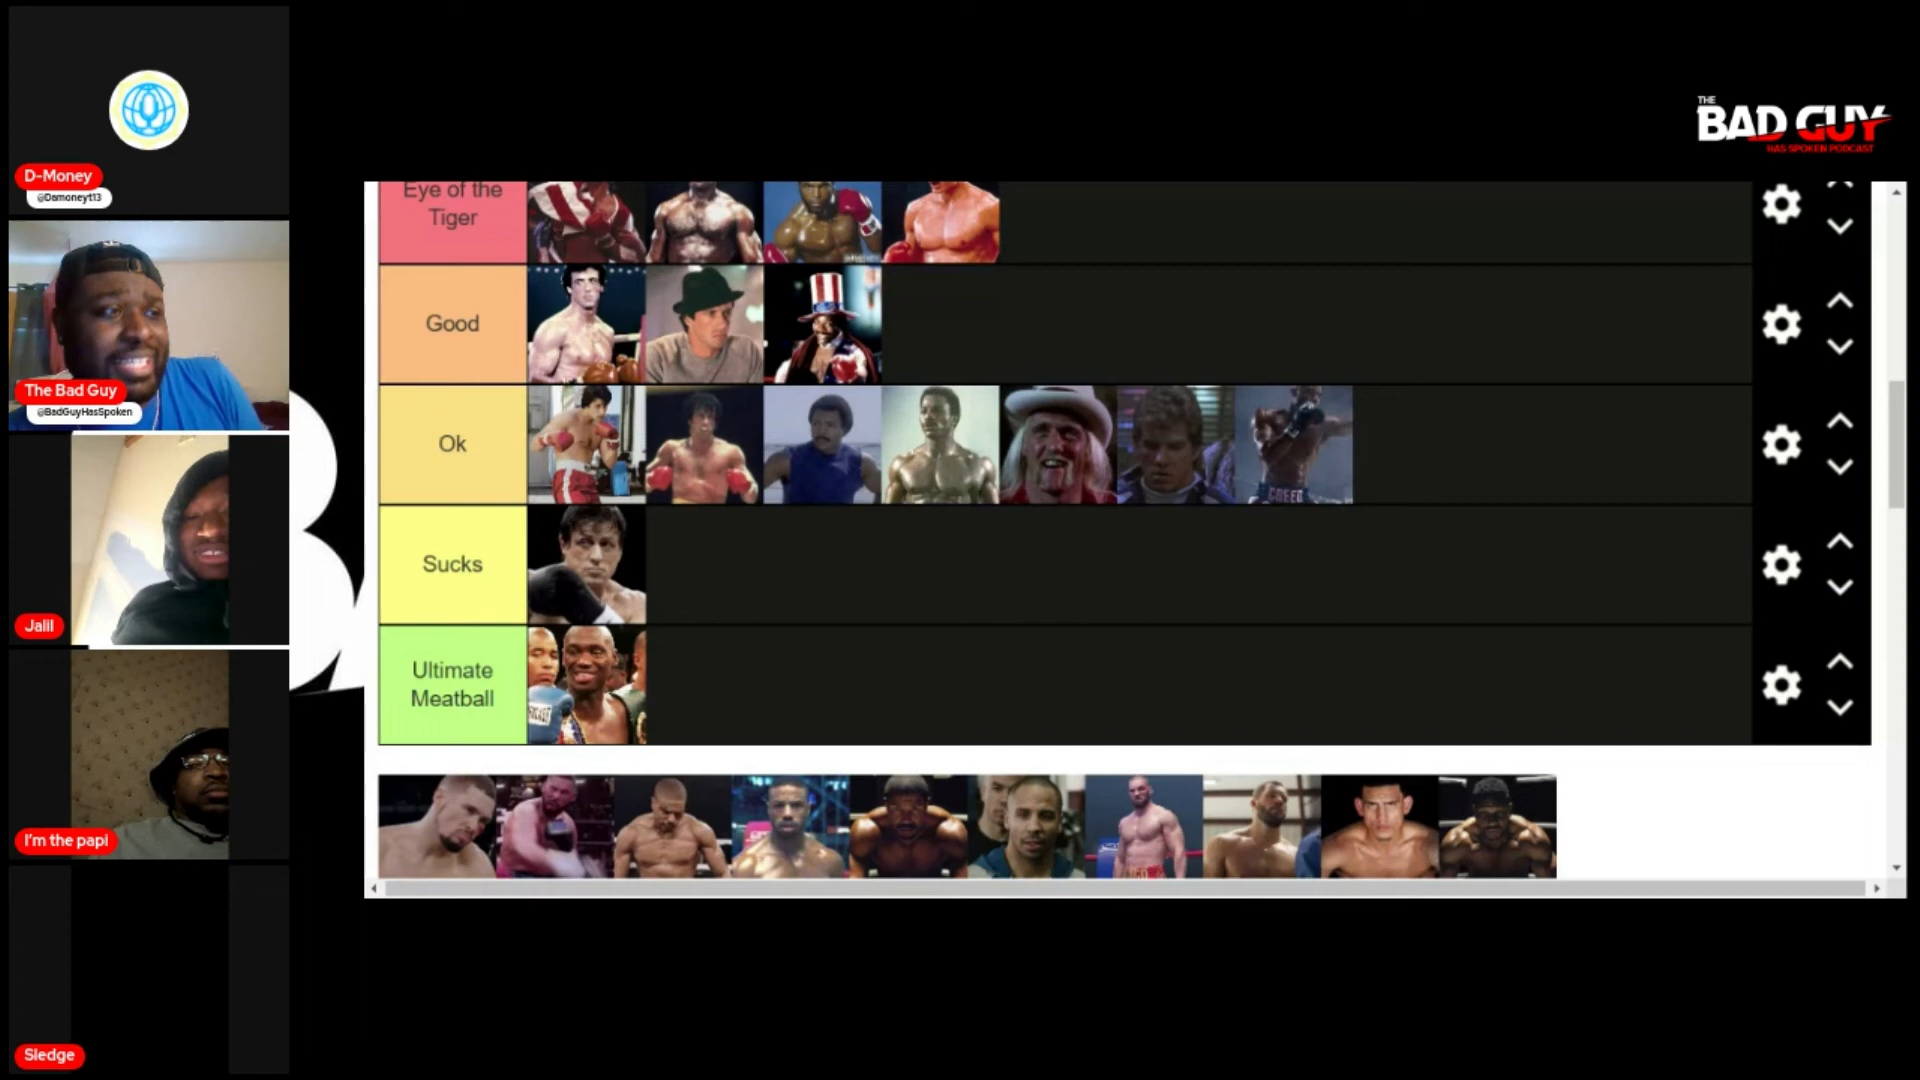 D-Money
@Damoneyt13
The Bad Guy
@BadGuyHasSpoken
Jalil
I'm the papi
Sledge
THE
BAD GUY
HAS SPOKEN PODCAST
Eye of the
Tiger
Good
Ok
CREED
Sucks
Ultimate
Meatball